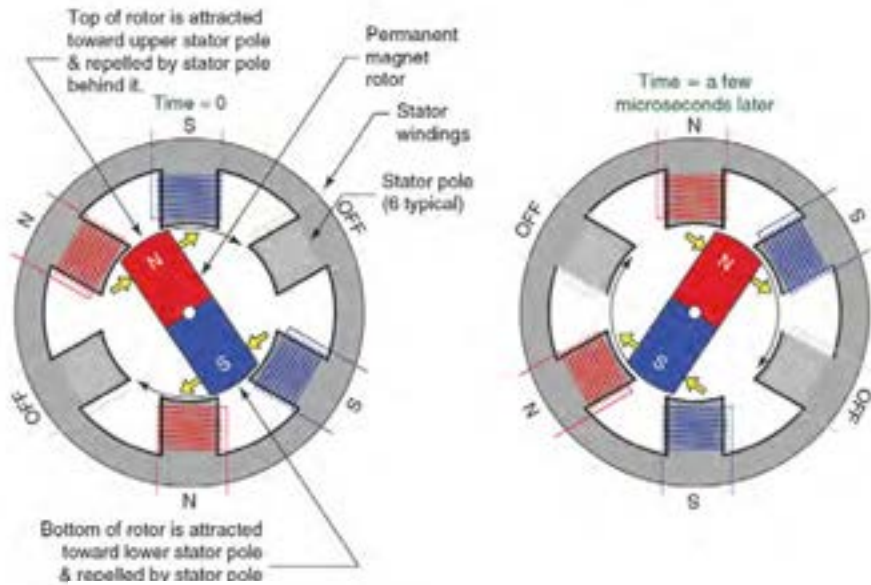 Top of rotor is attracted
toward upper stator pole
& repelled by stator pole
behind it.
Time = 0
S
Permanent
magnet
rotor
Stator
windings
Stator pole
(6 typical)
N
OFF
N
S
OFF
S
N
Bottom of rotor is attracted
toward lower stator pole
& repelled by stator pole
Time = a few
microseconds later
N
OFF
S
N
S
N
OFF
S